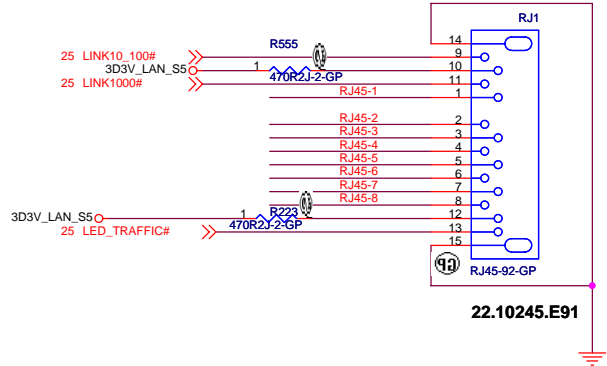 RJ1
R555
14
25 LINK10_100#
9
3D3V_LAN_S5
1
10
470R2J-2-GP
25 LINK1000#
11
RJ45-1
1
RJ45-2
2
RJ45-3
3
RJ45-4
4
RJ45-5
5
RJ45-6
6
RJ45-7
7
RJ45-8
8
R223
3D3V_LAN_S5
1
12
470R2J-2-GP
25 LED_TRAFFIC#
13
15
GP
RJ45-92-GP
22.10245.E91